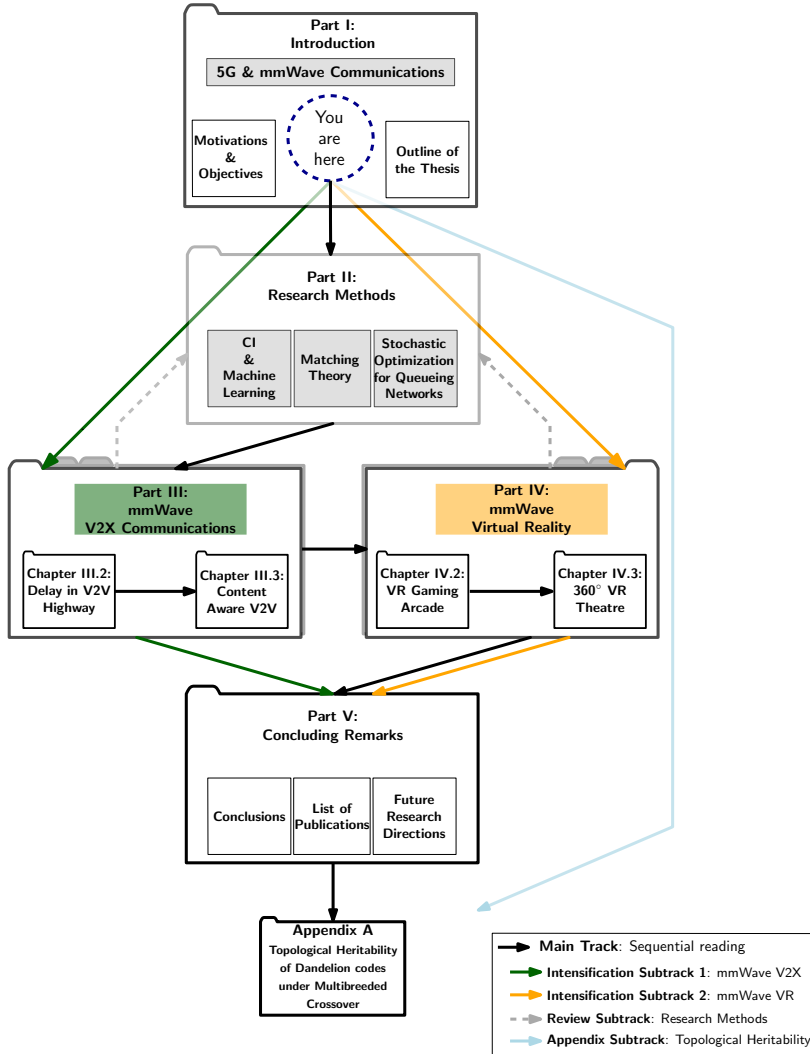 Part I:
Introduction
5G & mmWave Communications
You
are
here
Motivations
&
Objectives
Outline of
the Thesis
Part II:
Research Methods
CI
&
Machine
Learning
Matching
Theory
Stochastic
Optimization
for Queueing
Networks
Part III:
mmWave
V2X Communications
Chapter III.2:
Delay in V2V
Highway
Chapter III.3:
Content
Aware V2V
Part IV:
mmWave
Virtual Reality
Chapter IV.2:
VR Gaming
Arcade
Chapter IV.3:
360° VR
Theatre
Part V:
Concluding Remarks
Conclusions
List of
Publications
Future
Research
Directions
Appendix A
Topological Heritability
of Dandelion codes
under Multibreeded
Crossover
Main Track: Sequential reading
Intensification Subtrack 1: mmWave V2X
Intensification Subtrack 2: mmWave VR
Review Subtrack: Research Methods
Appendix Subtrack: Topological Heritability